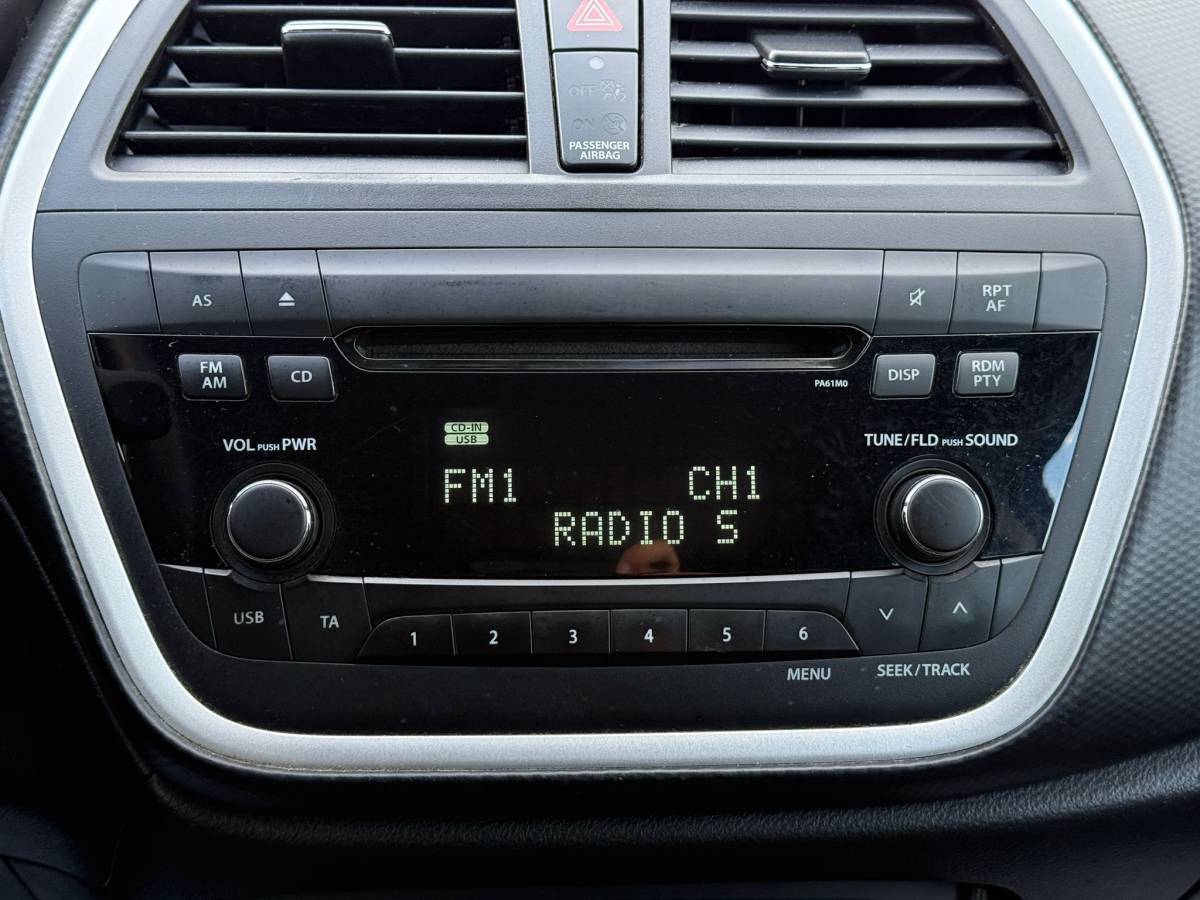 OFF 2
ON
PASSENGER
AIRBAG
AS
RPT
AF
FM
AM
CD
PA61M0
DISP
RDM
PTY
VOL PUSH PWR
CD-IN
USB
TUNE/FLD PUSH SOUND
FM1 CH1
RADIO S
USB
TA
1 2 3 4 5 6
MENU
SEEK/TRACK